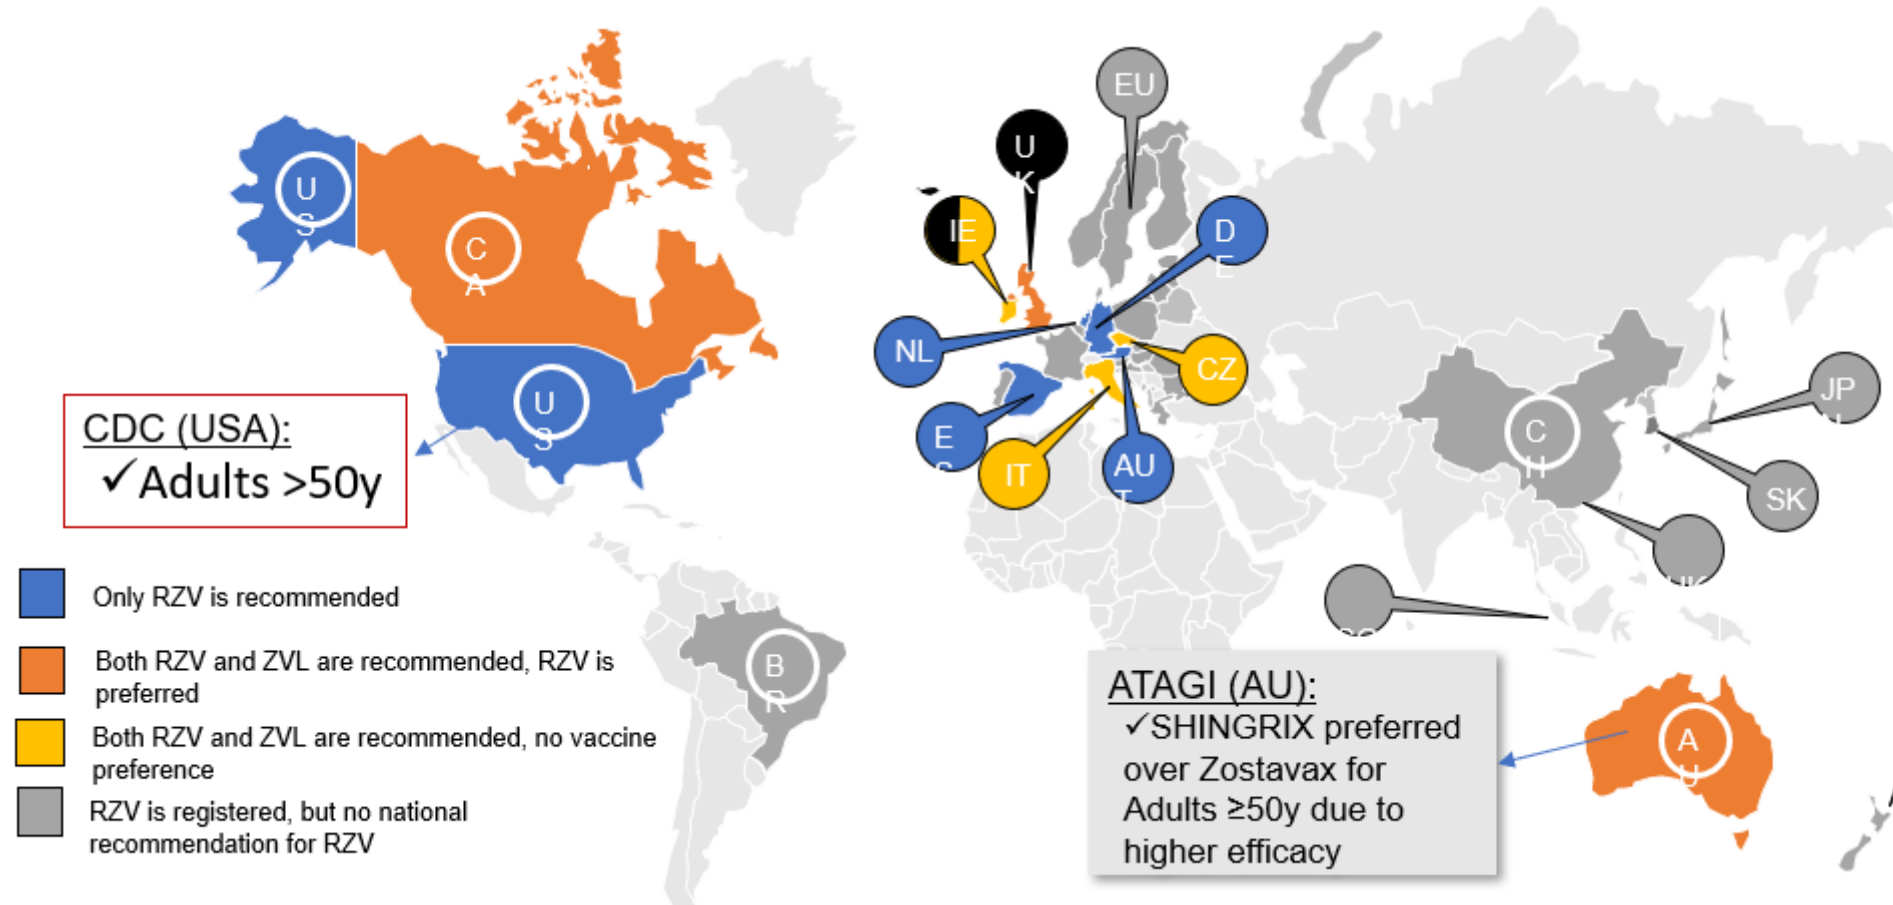 EU
U
K
U
S
IE
D
E
C
A
NL
CZ
JP
U
S
E
S
IT
AU
T
C
H
SK
CDC (USA):
✓Adults >50y
HK
Only RZV is recommended
Both RZV and ZVL are recommended, RZV is
preferred
B
R
ATAGI (AU):
✓SHINGRIX preferred
over Zostavax for
Adults ≥50y due to
higher efficacy
A
U
Both RZV and ZVL are recommended, no vaccine
preference
RZV is registered, but no national
recommendation for RZV